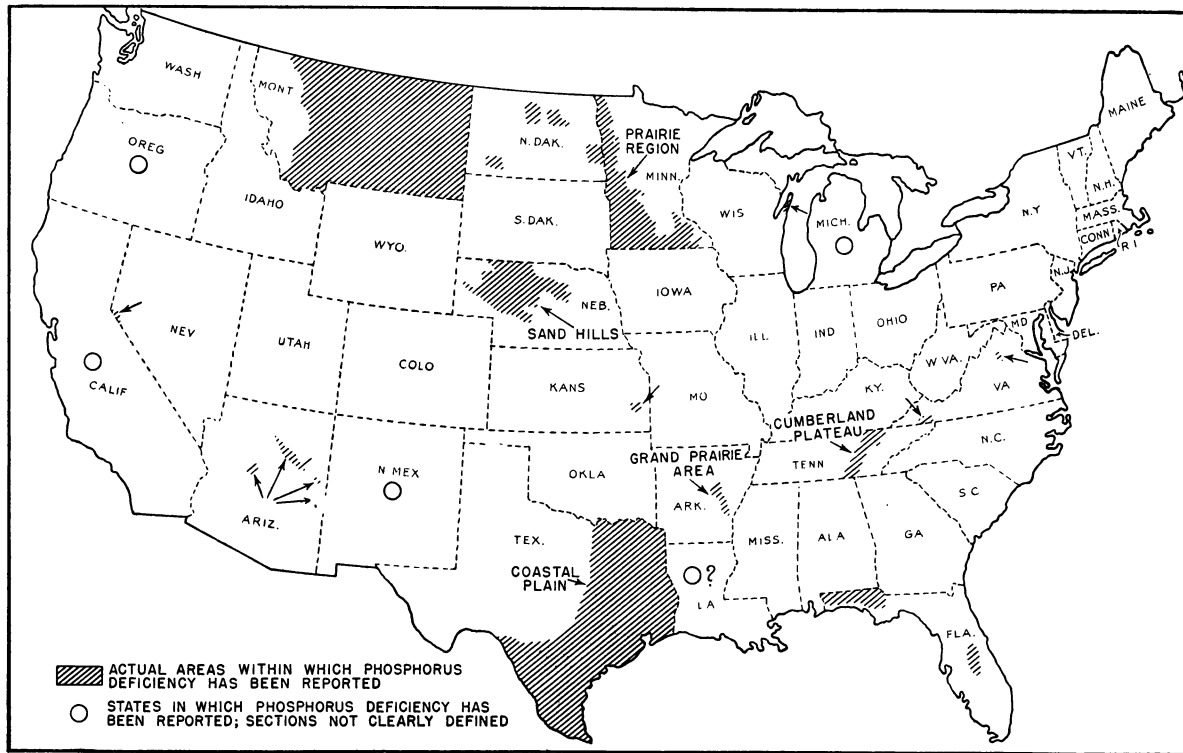 WASH
MONT
N. DAK.
PRAIRIE
REGION
MINN.
MAINE
OREG
IDAHO
S. DAK.
WIS
MICH.
VT.
N.H.
N.Y
MASS.
CONN
R I
WYO.
IOWA
PA
N.J.
NEV
NEB.
SAND HILLS
ILL
IND
OHIO
MD
DEL.
UTAH
COLO
W VA.
VA
CALIF
KANS
MO
KY.
CUMBERLAND
PLATEAU
N.C.
GRAND PRAIRIE
AREA
TENN
ARIZ.
N MEX
OKLA
ARK.
S C
TEX.
MISS.
ALA
GA
COASTAL
PLAIN
?
LA
FLA.
ACTUAL AREAS WITHIN WHICH PHOSPHORUS
DEFICIENCY HAS BEEN REPORTED
STATES IN WHICH PHOSPHORUS DEFICIENCY HAS
BEEN REPORTED; SECTIONS NOT CLEARLY DEFINED